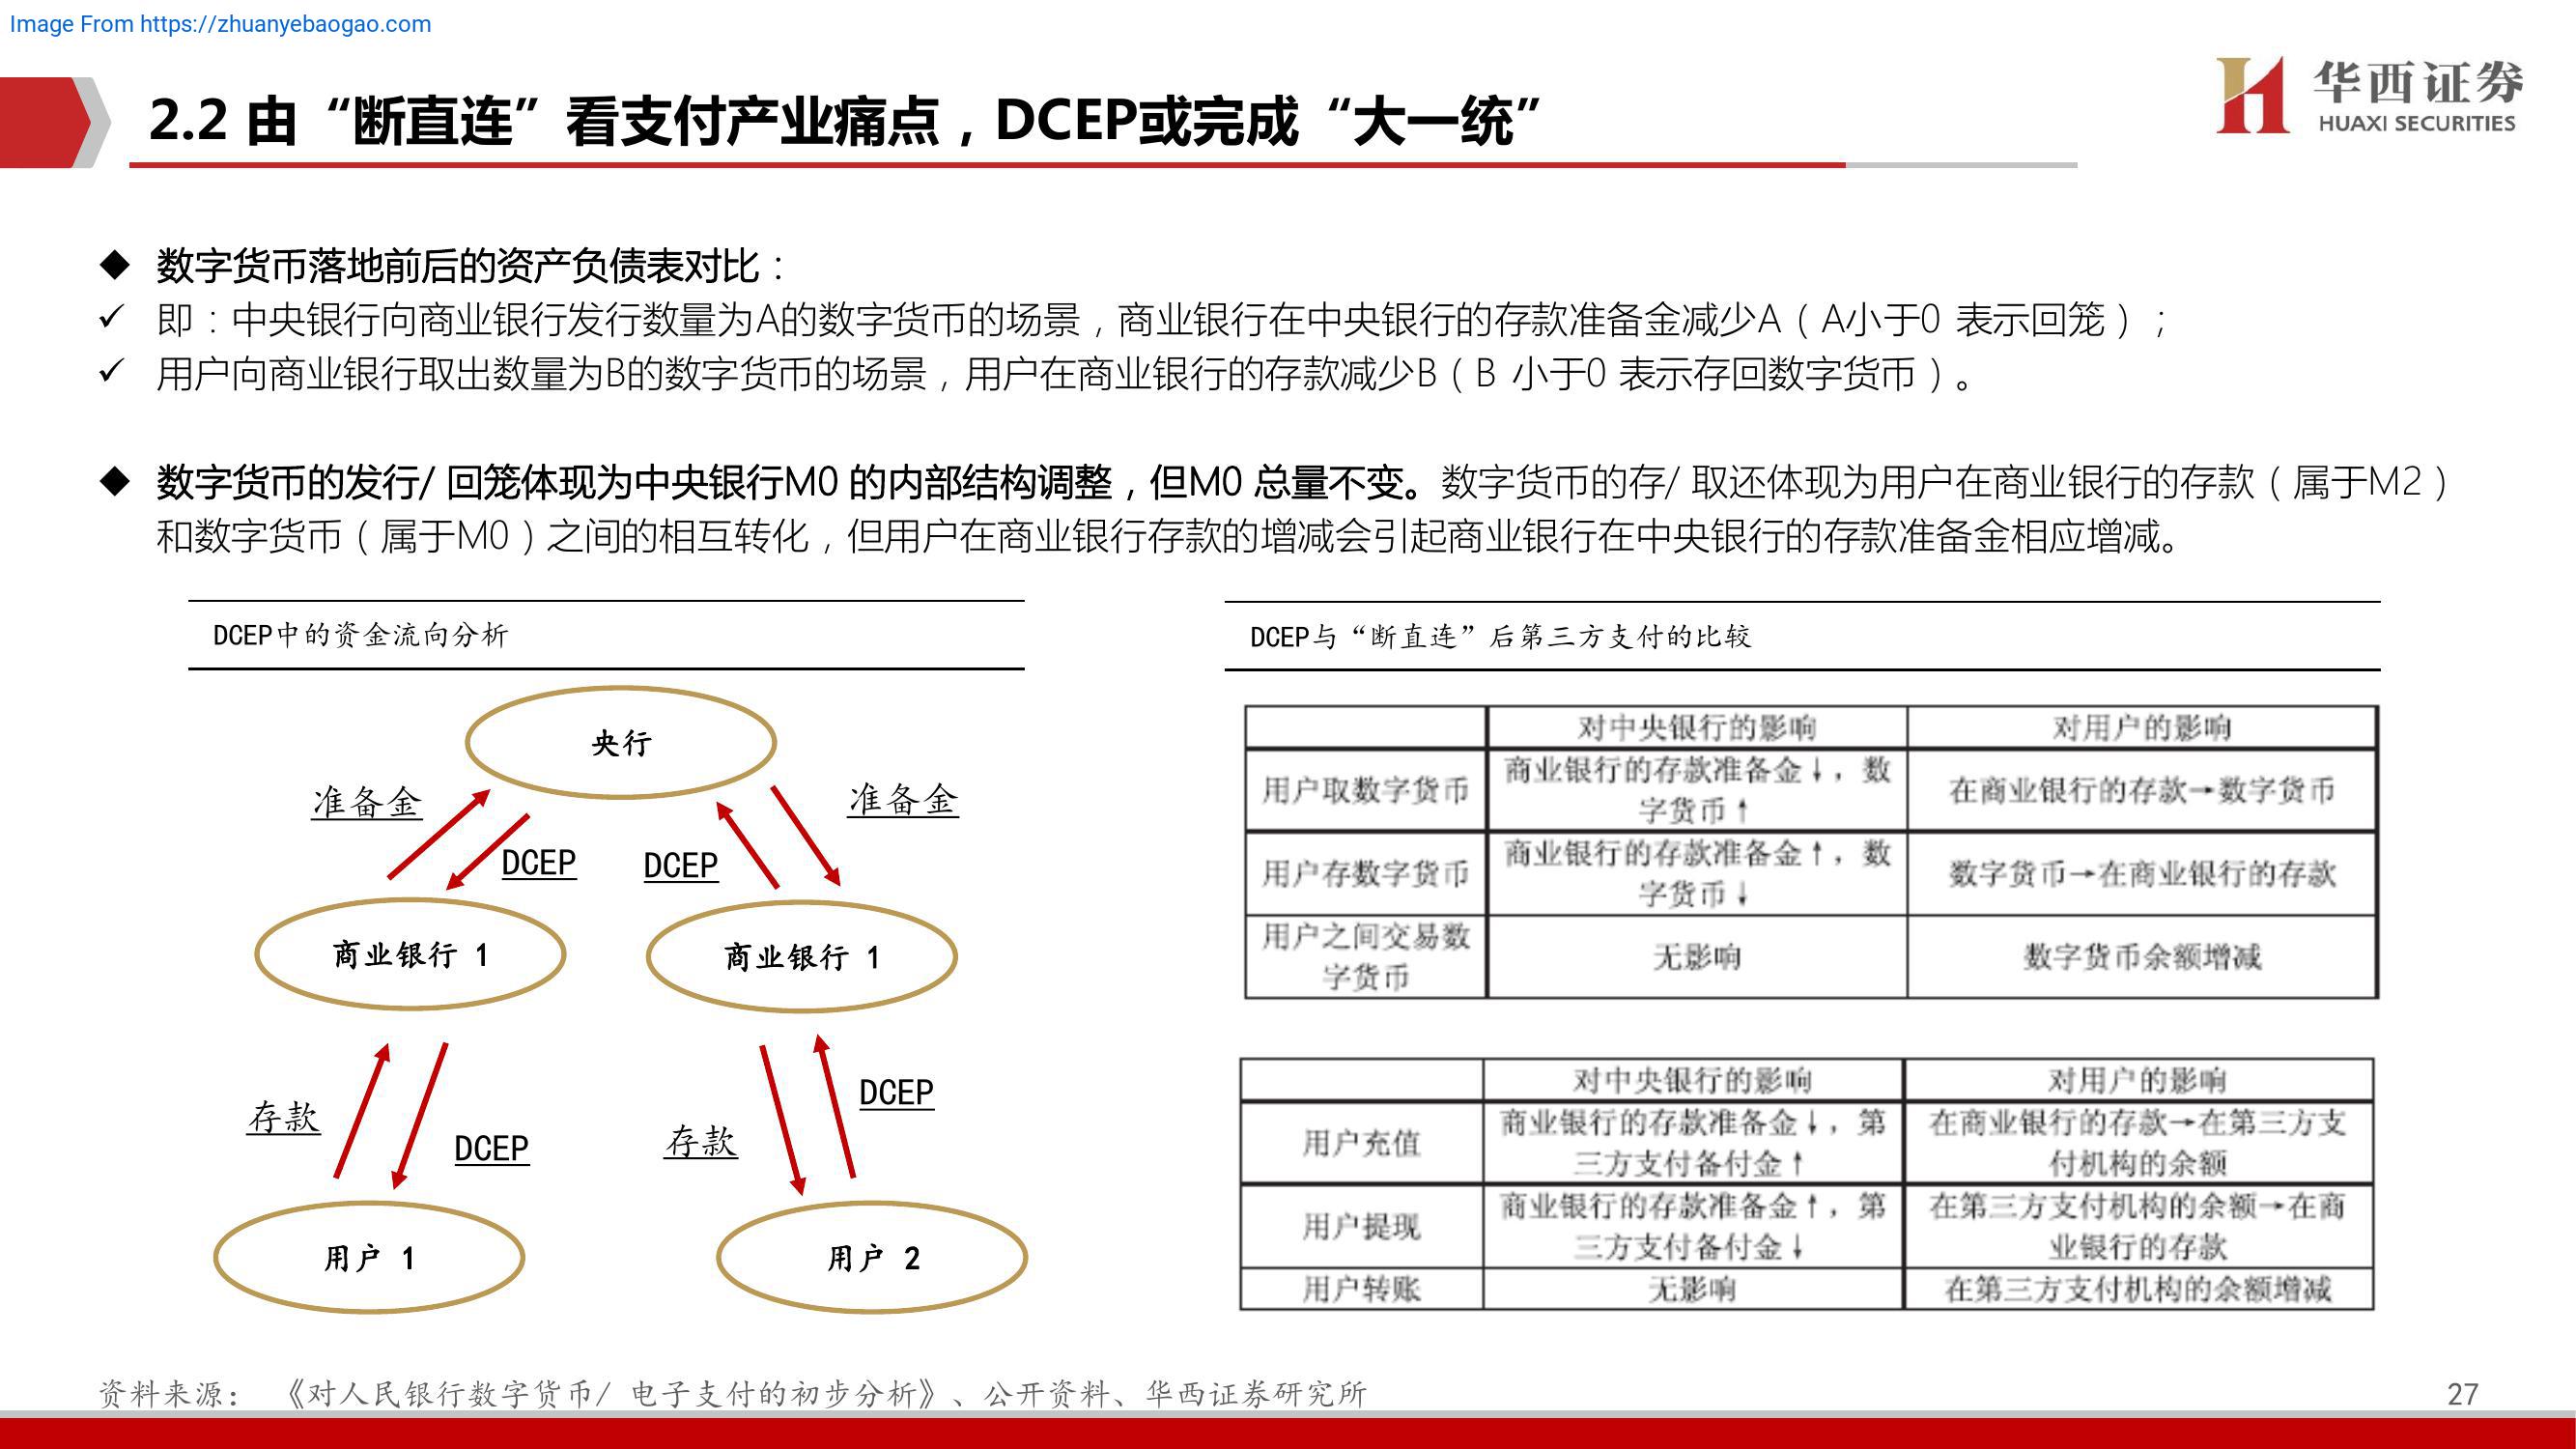 Image From https://zhuanyebaogao.com
华西证券
HUAXI SECURITIES
2.2 由“断直连”看支付产业痛点，DCEP或完成“大一统”
◆ 数字货币落地前后的资产负债表对比：
✓ 即：中央银行向商业银行发行数量为A的数字货币的场景，商业银行在中央银行的存款准备金减少A（A小于0 表示回笼）；
✓ 用户向商业银行取出数量为B的数字货币的场景，用户在商业银行的存款减少B（B 小于0 表示存回数字货币）。
◆ 数字货币的发行/ 回笼体现为中央银行M0 的内部结构调整，但M0 总量不变。数字货币的存/ 取还体现为用户在商业银行的存款（属于M2）
和数字货币（属于M0）之间的相互转化，但用户在商业银行存款的增减会引起商业银行在中央银行的存款准备金相应增减。
DCEP中的资金流向分析
央行
准备金
准备金
DCEP
DCEP
商业银行 1
商业银行 1
存款
DCEP
存款
DCEP
用户 1
用户 2
DCEP与“断直连”后第三方支付的比较
对中央银行的影响
对用户的影响
用户取数字货币
商业银行的存款准备金↓，数
字货币↑
在商业银行的存款→数字货币
用户存数字货币
商业银行的存款准备金↑，数
字货币↓
数字货币→在商业银行的存款
用户之间交易数
字货币
无影响
数字货币余额增减
对中央银行的影响
对用户的影响
用户充值
商业银行的存款准备金↓，第
三方支付备付金↑
在商业银行的存款→在第三方支
付机构的余额
用户提现
商业银行的存款准备金↑，第
三方支付备付金↓
在第三方支付机构的余额→在商
业银行的存款
用户转账
无影响
在第三方支付机构的余额增减
资料来源：《对人民银行数字货币/ 电子支付的初步分析》、公开资料、华西证券研究所
27